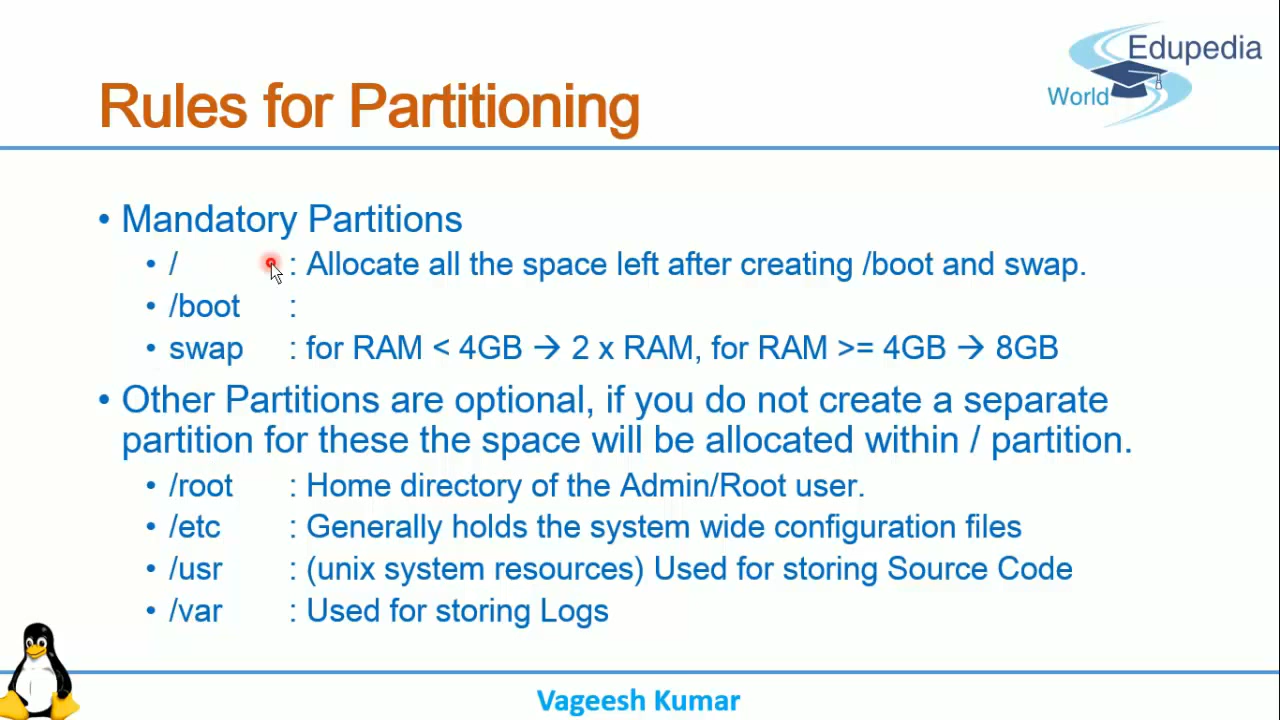 Edupedia
World
Rules for Partitioning
• Mandatory Partitions
• / : Allocate all the space left after creating /boot and swap.
• /boot :
• swap : for RAM < 4GB → 2 x RAM, for RAM >= 4GB → 8GB
• Other Partitions are optional, if you do not create a separate
partition for these the space will be allocated within / partition.
• /root : Home directory of the Admin/Root user.
• /etc : Generally holds the system wide configuration files
• /usr : (unix system resources) Used for storing Source Code
• /var : Used for storing Logs
Vageesh Kumar